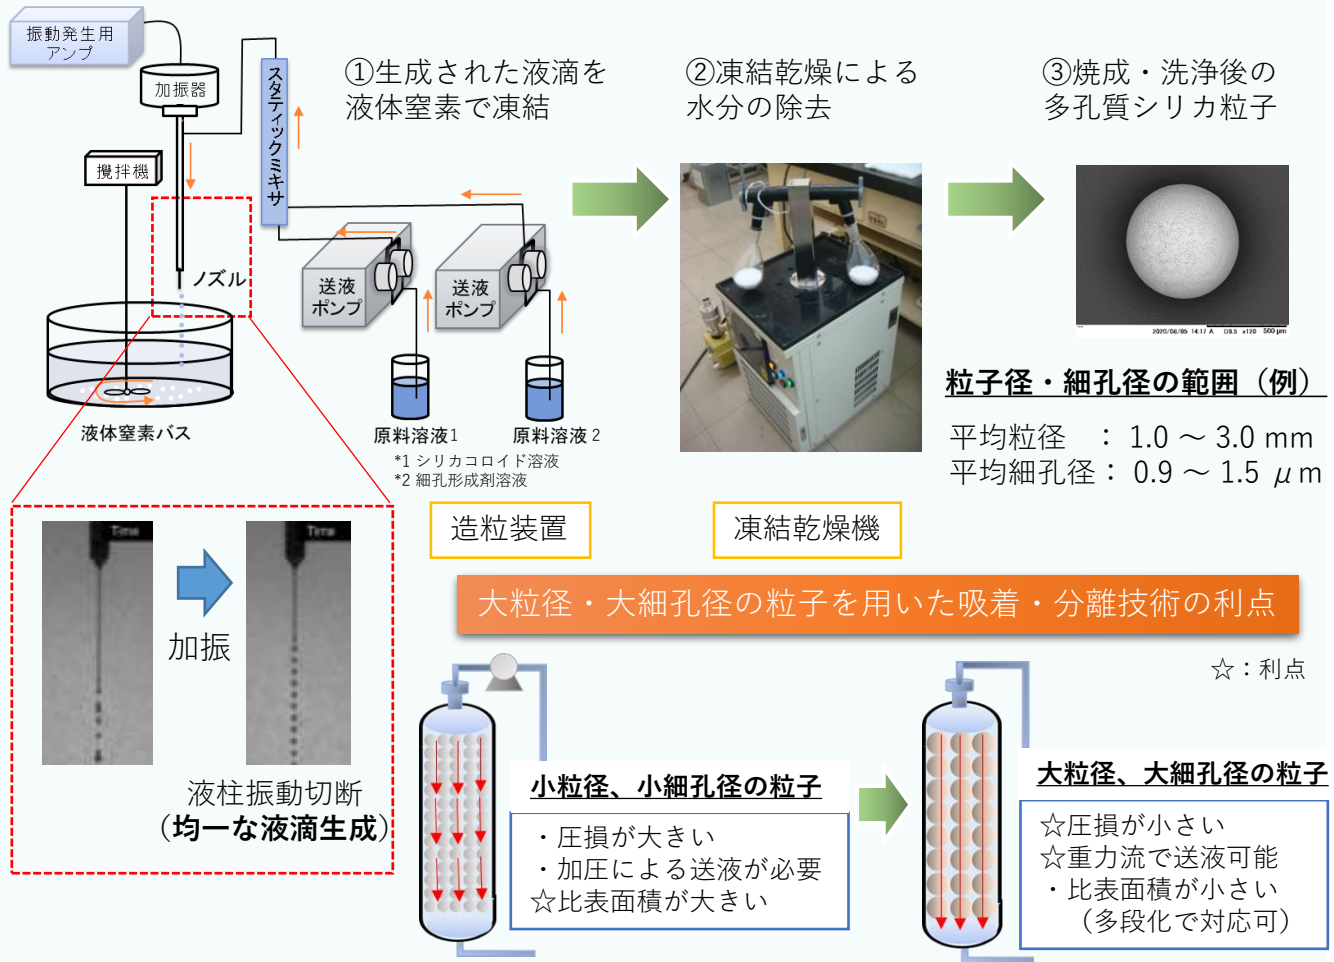 振動発生用
アンプ
加振器
攪拌機
スタティックミキサ
ノズル
液体窒素バス
送液
ポンプ
送液
ポンプ
原料溶液1
原料溶液2
*1 シリカコロイド溶液
*2 細孔形成剤溶液
①生成された液滴を
液体窒素で凍結
造粒装置
②凍結乾燥による
水分の除去
凍結乾燥機
③焼成・洗浄後の
多孔質シリカ粒子
2020/08/05 14:17 A D8.5 x120 500 μm
粒子径・細孔径の範囲（例）
平均粒径 ： 1.0 ～ 3.0 mm
平均細孔径： 0.9 ～ 1.5 μm
Time
Time
加振
液柱振動切断
（均一な液滴生成）
大粒径・大細孔径の粒子を用いた吸着・分離技術の利点
☆：利点
小粒径、小細孔径の粒子
・圧損が大きい
・加圧による送液が必要
☆比表面積が大きい
大粒径、大細孔径の粒子
☆圧損が小さい
☆重力流で送液可能
・比表面積が小さい
（多段化で対応可）